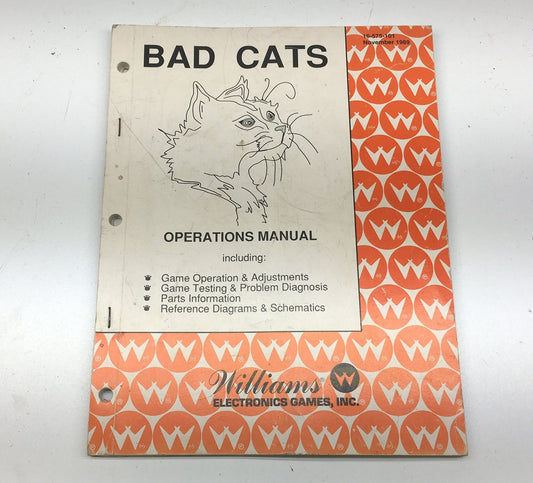 16-575-101
November 1989
BAD CATS
OPERATIONS MANUAL
including:
Game Operation & Adjustments
Game Testing & Problem Diagnosis
Parts Information
Reference Diagrams & Schematics
Williams
ELECTRONICS GAMES, INC.